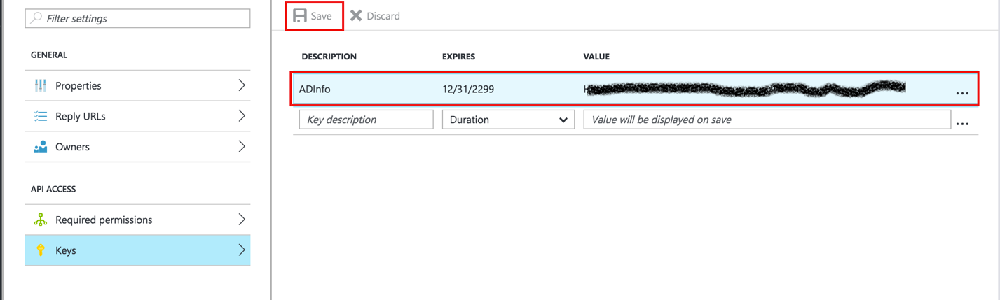 Filter settings
GENERAL
Properties
Reply URLs
Owners
API ACCESS
Required permissions
Keys
Save Discard
DESCRIPTION EXPIRES VALUE
ADInfo 12/31/2299 ...
Key description Duration Value will be displayed on save ...